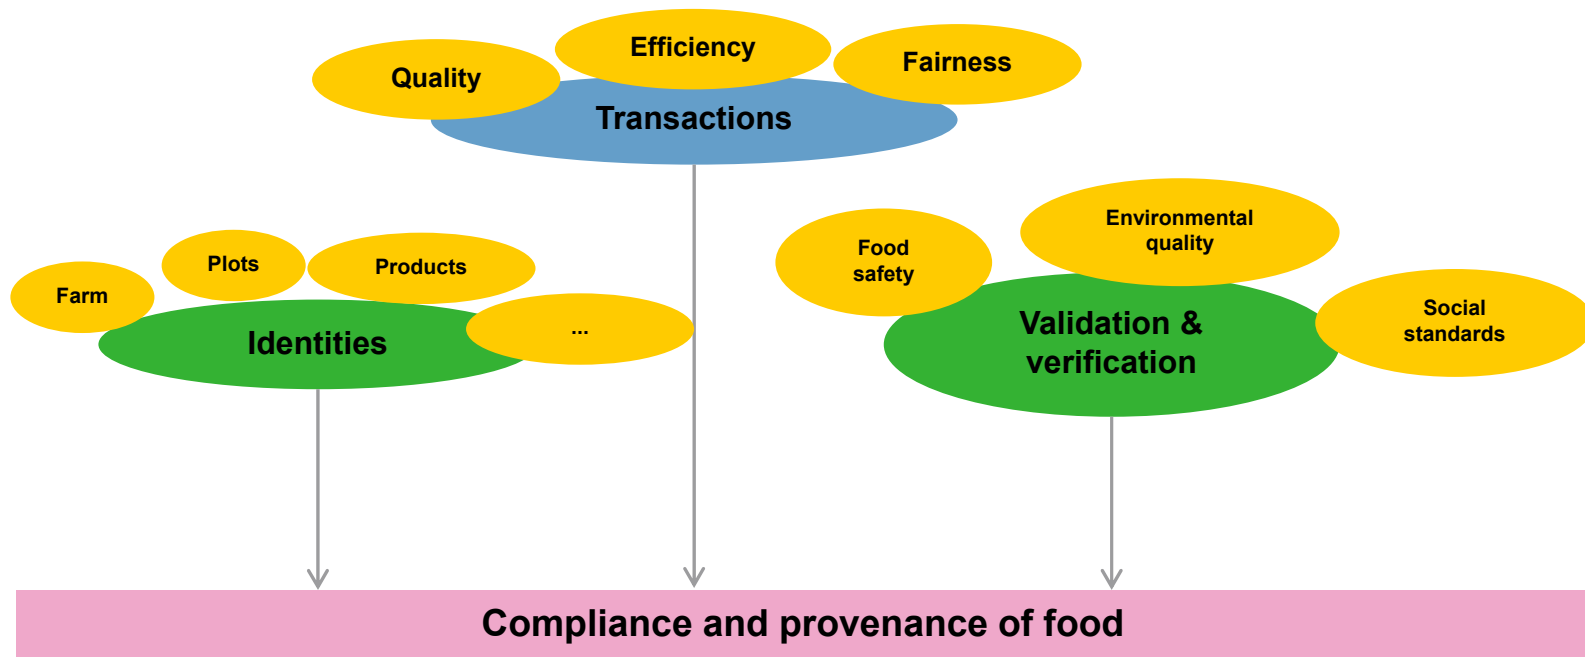 Quality
Efficiency
Fairness
Transactions
Farm
Plots
Products
...
Identities
Food
safety
Environmental
quality
Social
standards
Validation &
verification
Compliance and provenance of food